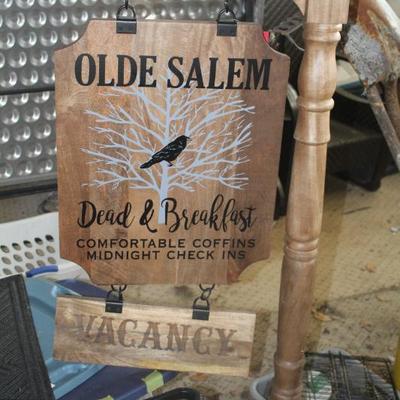 OLDE SALEM
Dead & Breakfast
COMFORTABLE COFFINS
MIDNIGHT CHECK INS
VACANCY